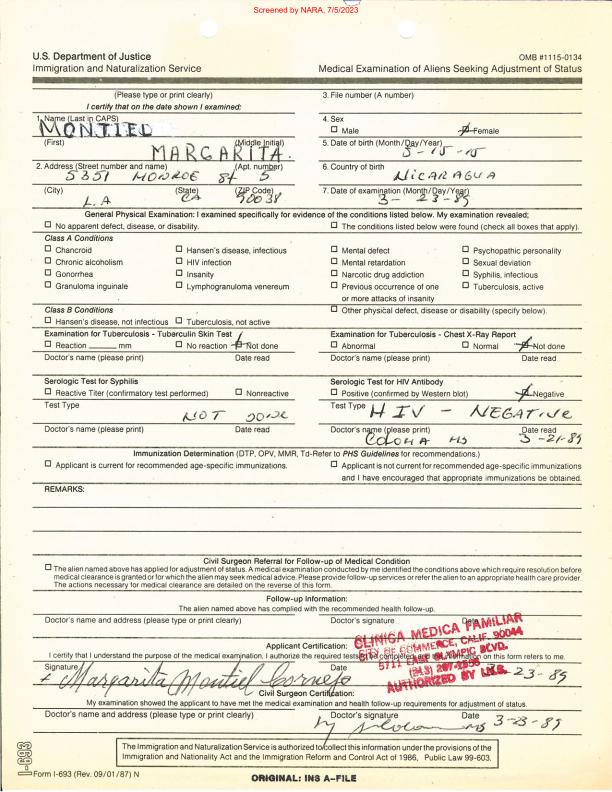 Screened by NARA, 7/5/2023
U.S. Department of Justice
Immigration and Naturalization Service
OMB #1115-0134
Medical Examination of Aliens Seeking Adjustment of Status
(Please type or print clearly)
I certify that on the date shown I examined:
3. File number (A number)
1. Name (Last in CAPS)
MONTIEL
4. Sex
Male
Female
(First)
(Middle Initial)
MARGARITA.
5. Date of birth (Month/Day/Year)
2. Address (Street number and name)
(Apt. number)
5351 MONROE St 5
6. Country of birth
NICARAGUA
(City)
(State)
(ZIP Code)
L.A CA 90038
7. Date of examination (Month/Day/Year)
3- 23-89
General Physical Examination: I examined specifically for evidence of the conditions listed below. My examination revealed;
No apparent defect, disease, or disability.
The conditions listed below were found (check all boxes that apply).
Class A Conditions
Chancroid
Hansen's disease, infectious
Mental defect
Psychopathic personality
Chronic alcoholism
HIV infection
Mental retardation
Sexual deviation
Gonorrhea
Insanity
Narcotic drug addiction
Syphilis, infectious
Granuloma inguinale
Lymphogranuloma venereum
Previous occurrence of one
or more attacks of insanity
Tuberculosis, active
Class B Conditions
Hansen's disease, not infectious
Tuberculosis, not active
Other physical defect, disease or disability (specify below).
Examination for Tuberculosis - Tuberculin Skin Test
Reaction ______ mm
No reaction
Not done
Doctor's name (please print)
Date read
Examination for Tuberculosis - Chest X-Ray Report
Abnormal
Normal
Not done
Doctor's name (please print)
Date read
Serologic Test for Syphilis
Reactive Titer (confirmatory test performed)
Nonreactive
Test Type
NOT DONE
Doctor's name (please print)
Date read
Serologic Test for HIV Antibody
Positive (confirmed by Western blot)
Negative
Test Type
HIV - NEGATIVE
Doctor's name (please print)
Date read
3-21-89
Immunization Determination (DTP, OPV, MMR, Td-Refer to PHS Guidelines for recommendations.)
Applicant is current for recommended age-specific immunizations.
Applicant is not current for recommended age-specific immunizations
and I have encouraged that appropriate immunizations be obtained.
REMARKS:
Civil Surgeon Referral for Follow-up of Medical Condition
The alien named above has applied for adjustment of status. A medical examination conducted by me identified the conditions above which require resolution before
medical clearance is granted or for which the alien may seek medical advice. Please provide follow-up services or refer the alien to an appropriate health care provider.
The actions necessary for medical clearance are detailed on the reverse of this form.
Follow-up Information:
The alien named above has complied with the recommended health follow-up.
Doctor's name and address (please type or print clearly)
Doctor's signature
Date
CLINICA MEDICA FAMILIAR
CITY OF COMMERCE, CALIF. 90044
5711 EAST OLYMPIC BLVD.
AUTHORIZED BY I.N.S.
Applicant Certification:
I certify that I understand the purpose of the medical examination, I authorize the required tests to be completed and the information on this form refers to me.
Signature
Date
Margarita Montiel Cornejo
3-23-89
Civil Surgeon Certification:
My examination showed the applicant to have met the medical examination and health follow-up requirements for adjustment of status.
Doctor's name and address (please type or print clearly)
Doctor's signature
Date
3-23-89
The Immigration and Naturalization Service is authorized to collect this information under the provisions of the
Immigration and Nationality Act and the Immigration Reform and Control Act of 1986, Public Law 99-603.
I-693
Form I-693 (Rev. 09/01/87) N
ORIGINAL: INS A-FILE